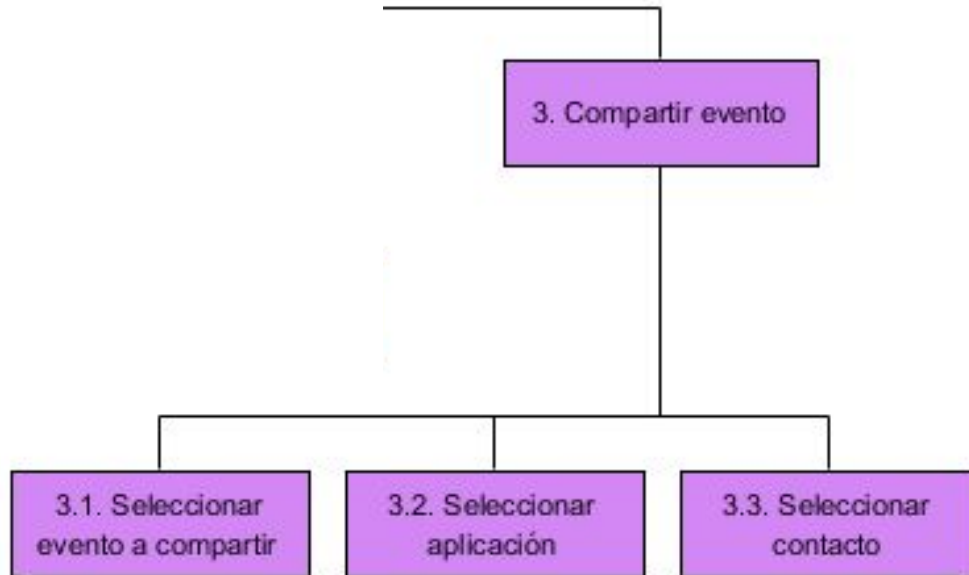 3. Compartir evento
3.1. Seleccionar
evento a compartir
3.2. Seleccionar
aplicación
3.3. Seleccionar
contacto